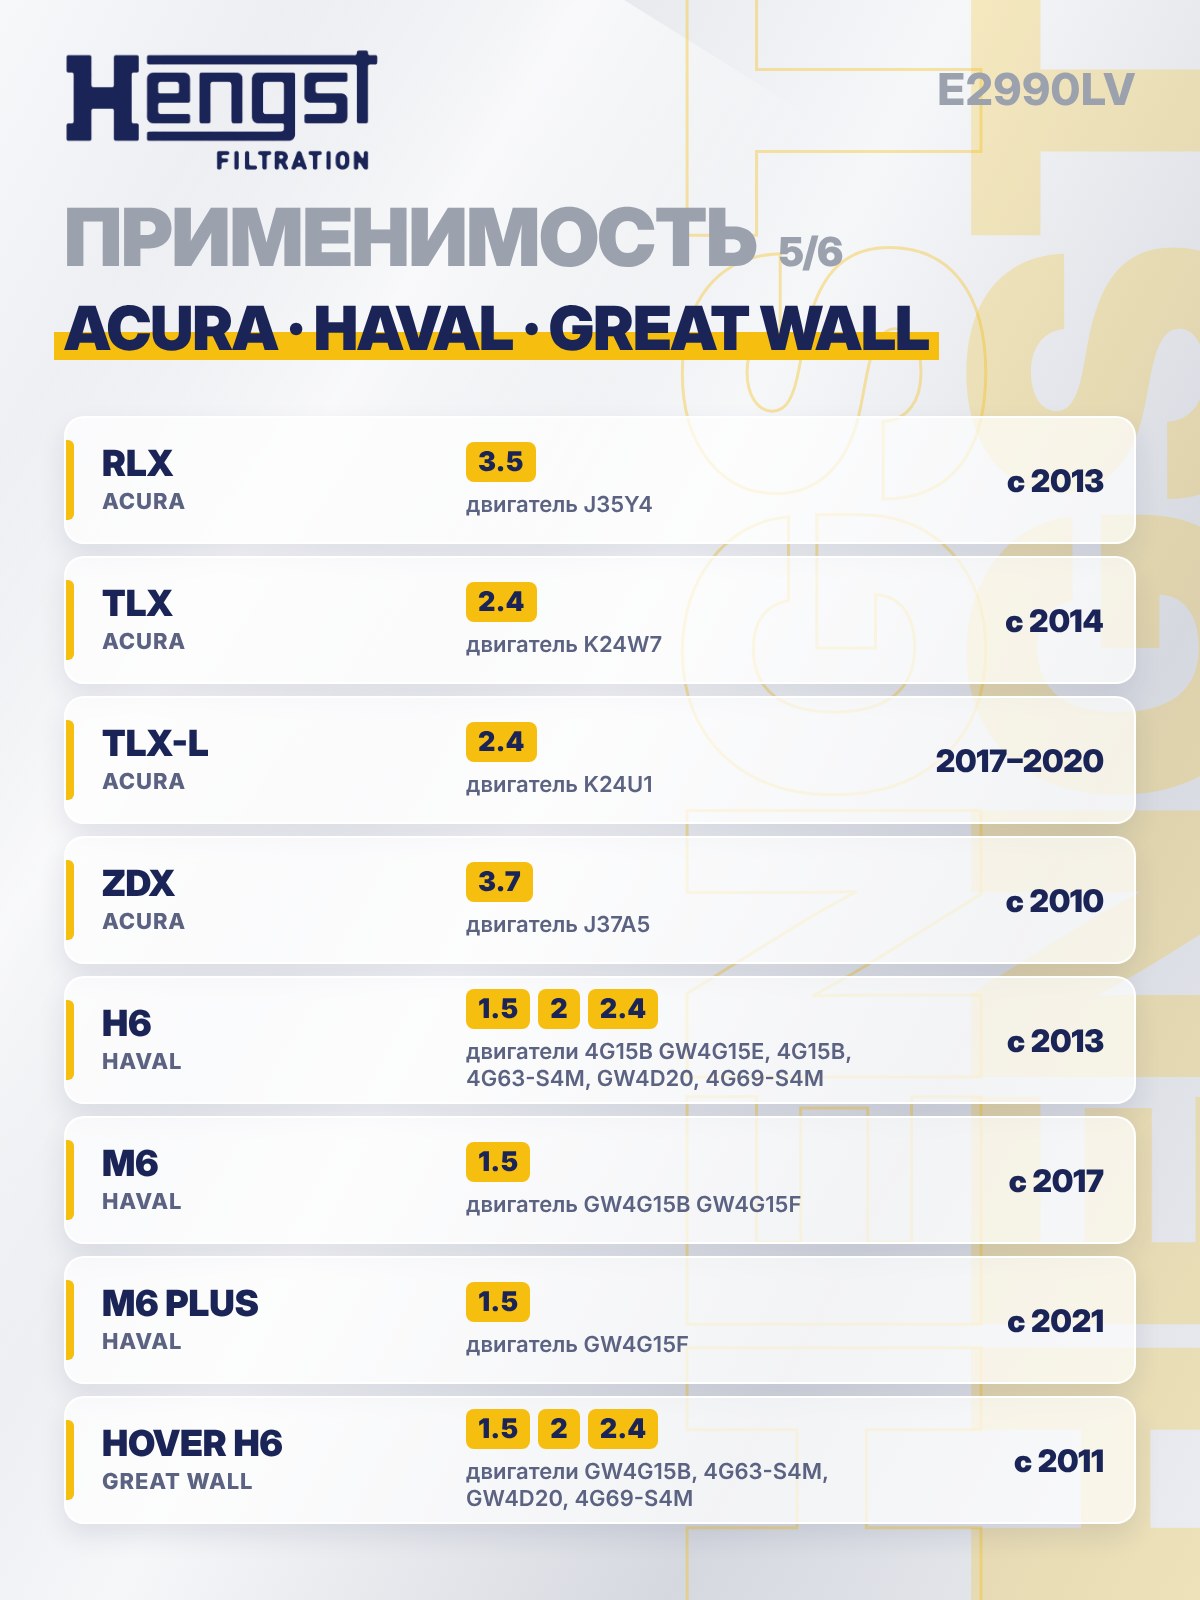 Hengst
FILTRATION
E2990LV
ПРИМЕНИМОСТЬ 5/6
ACURA · HAVAL · GREAT WALL
RLX
ACURA
3.5
двигатель J35Y4
с 2013
TLX
ACURA
2.4
двигатель K24W7
с 2014
TLX-L
ACURA
2.4
двигатель K24U1
2017–2020
ZDX
ACURA
3.7
двигатель J37A5
с 2010
H6
HAVAL
1.5 2 2.4
двигатели 4G15B GW4G15E, 4G15B,
4G63-S4M, GW4D20, 4G69-S4M
с 2013
M6
HAVAL
1.5
двигатель GW4G15B GW4G15F
с 2017
M6 PLUS
HAVAL
1.5
двигатель GW4G15F
с 2021
HOVER H6
GREAT WALL
1.5 2 2.4
двигатели GW4G15B, 4G63-S4M,
GW4D20, 4G69-S4M
с 2011
HENGST
HENGST